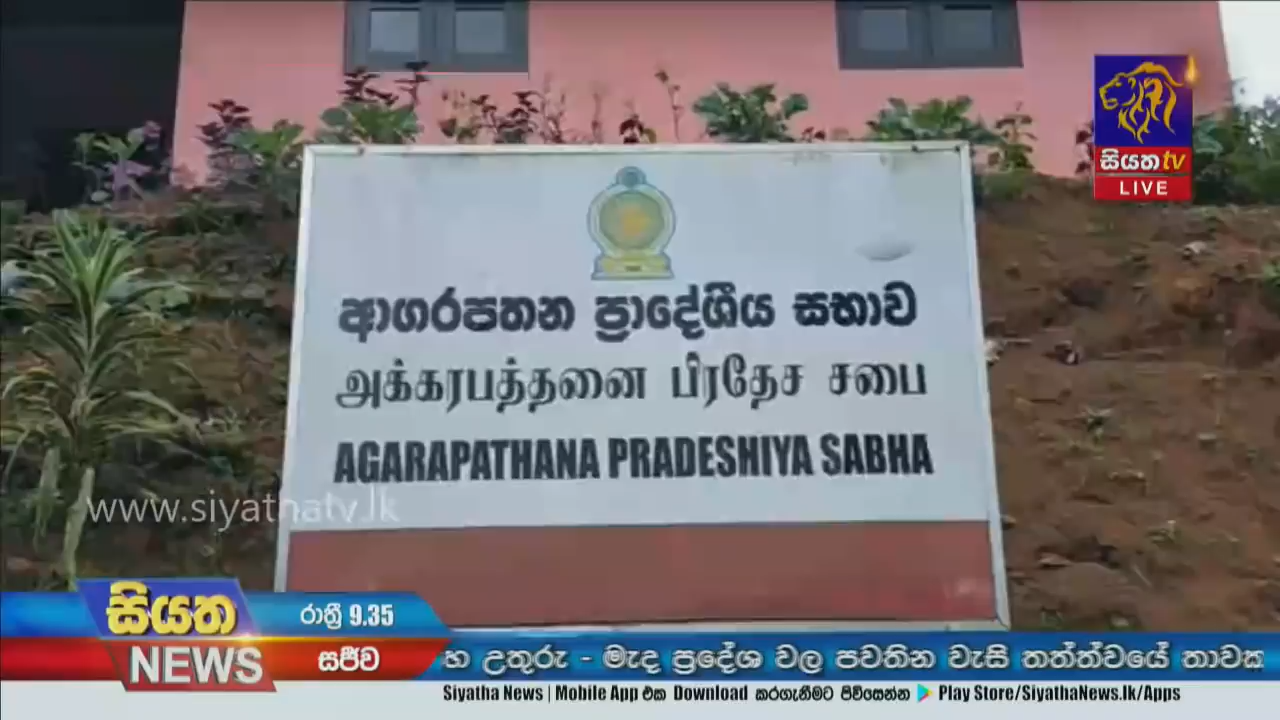 සියත tv
LIVE
ආගරපතන ප්‍රාදේශීය සභාව
அக்கரபத்தனை பிரதேச சபை
AGARAPATHANA PRADESHIYA SABHA
www.siyathatv.lk
සියත
NEWS
රාත්‍රී 9.35
සජීව
හ උතුරු - මැද ප්‍රදේශ වල පවතින වැසි තත්ත්වයේ තාවක
Siyatha News | Mobile App එක Download කරගැනීමට පිවිසෙන්න Play Store/SiyathaNews.lk/Apps